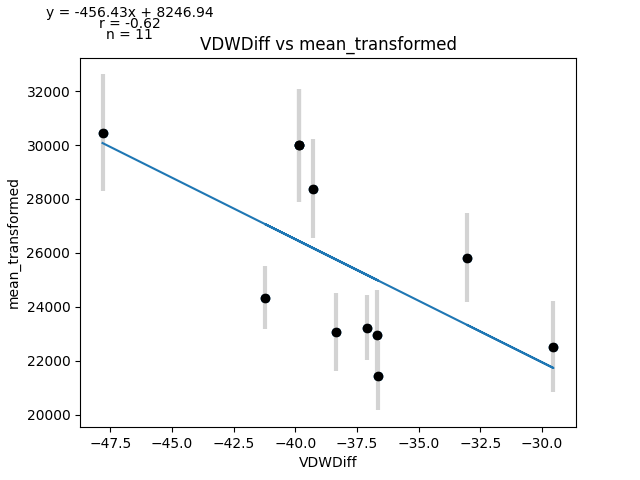 y = -456.43x + 8246.94
r = -0.62
n = 11
VDWDiff vs mean_transformed
32000
30000
28000
26000
24000
22000
20000
mean_transformed
−47.5 −45.0 −42.5 −40.0 −37.5 −35.0 −32.5 −30.0
VDWDiff